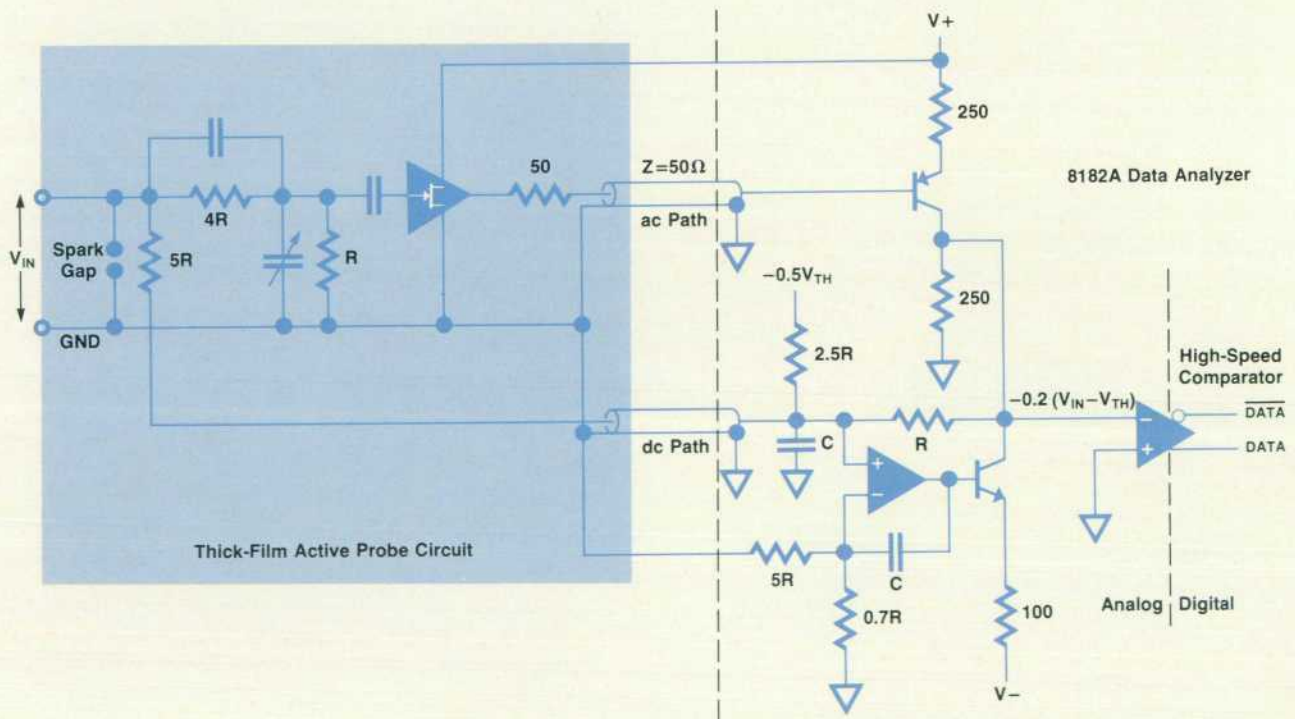 V+
250
Z=50Ω
8182A Data Analyzer
50
4R
ac Path
VIN
Spark
Gap
5R
R
−0.5VTH
250
GND
2.5R
High-Speed
Comparator
−0.2 (VIN−VTH)
−
DATA
dc Path
C
R
+
DATA
+
−
Thick-Film Active Probe Circuit
5R
C
0.7R
100
Analog
Digital
V−